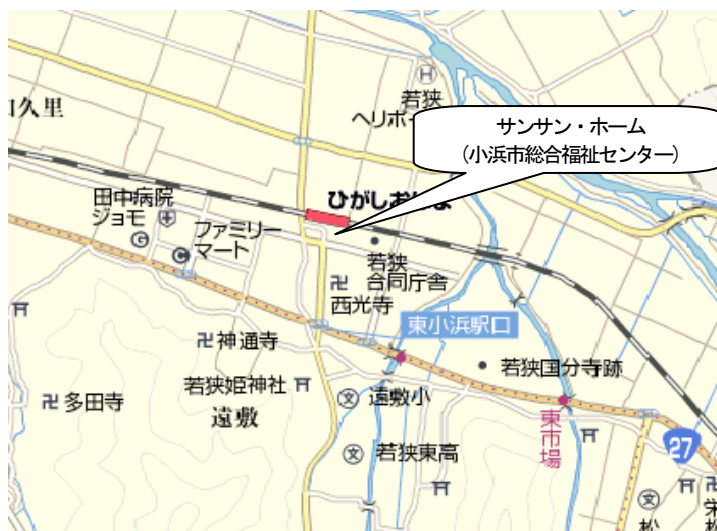 若狭
ヘリポー
久里
サンサン・ホーム
（小浜市総合福祉センター）
田中病院
ジョモ
ひがしお
ファミリー
マート
若狭
合同庁舎
西光寺
東小浜駅口
神通寺
若狭国分寺跡
若狭姫神社
遠敷小
多田寺
遠敷
東市場
27
若狭東高
松